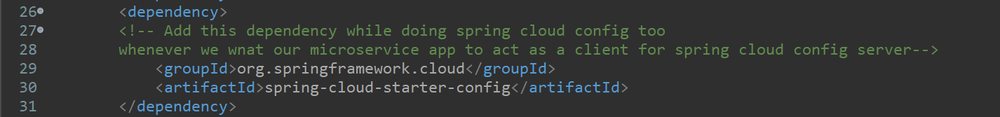 26 <dependency>
27 <!-- Add this dependency while doing spring cloud config too
28 whenever we wnat our microservice app to act as a client for spring cloud config server-->
29 <groupId>org.springframework.cloud</groupId>
30 <artifactId>spring-cloud-starter-config</artifactId>
31 </dependency>